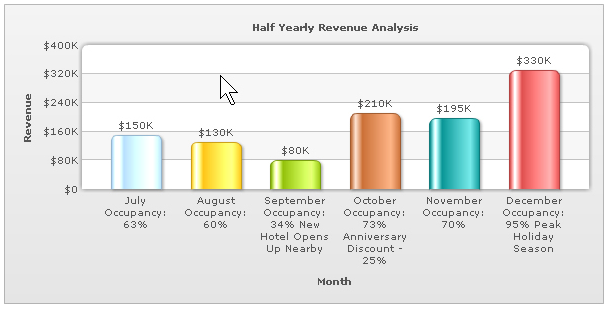 Half Yearly Revenue Analysis
$400K
$320K
$240K
$160K
$80K
$0
Revenue
$150K
$130K
$80K
$210K
$195K
$330K
July
Occupancy:
63%
August
Occupancy:
60%
September
Occupancy:
34% New
Hotel Opens
Up Nearby
October
Occupancy:
73%
Anniversary
Discount -
25%
November
Occupancy:
70%
December
Occupancy:
95% Peak
Holiday
Season
Month